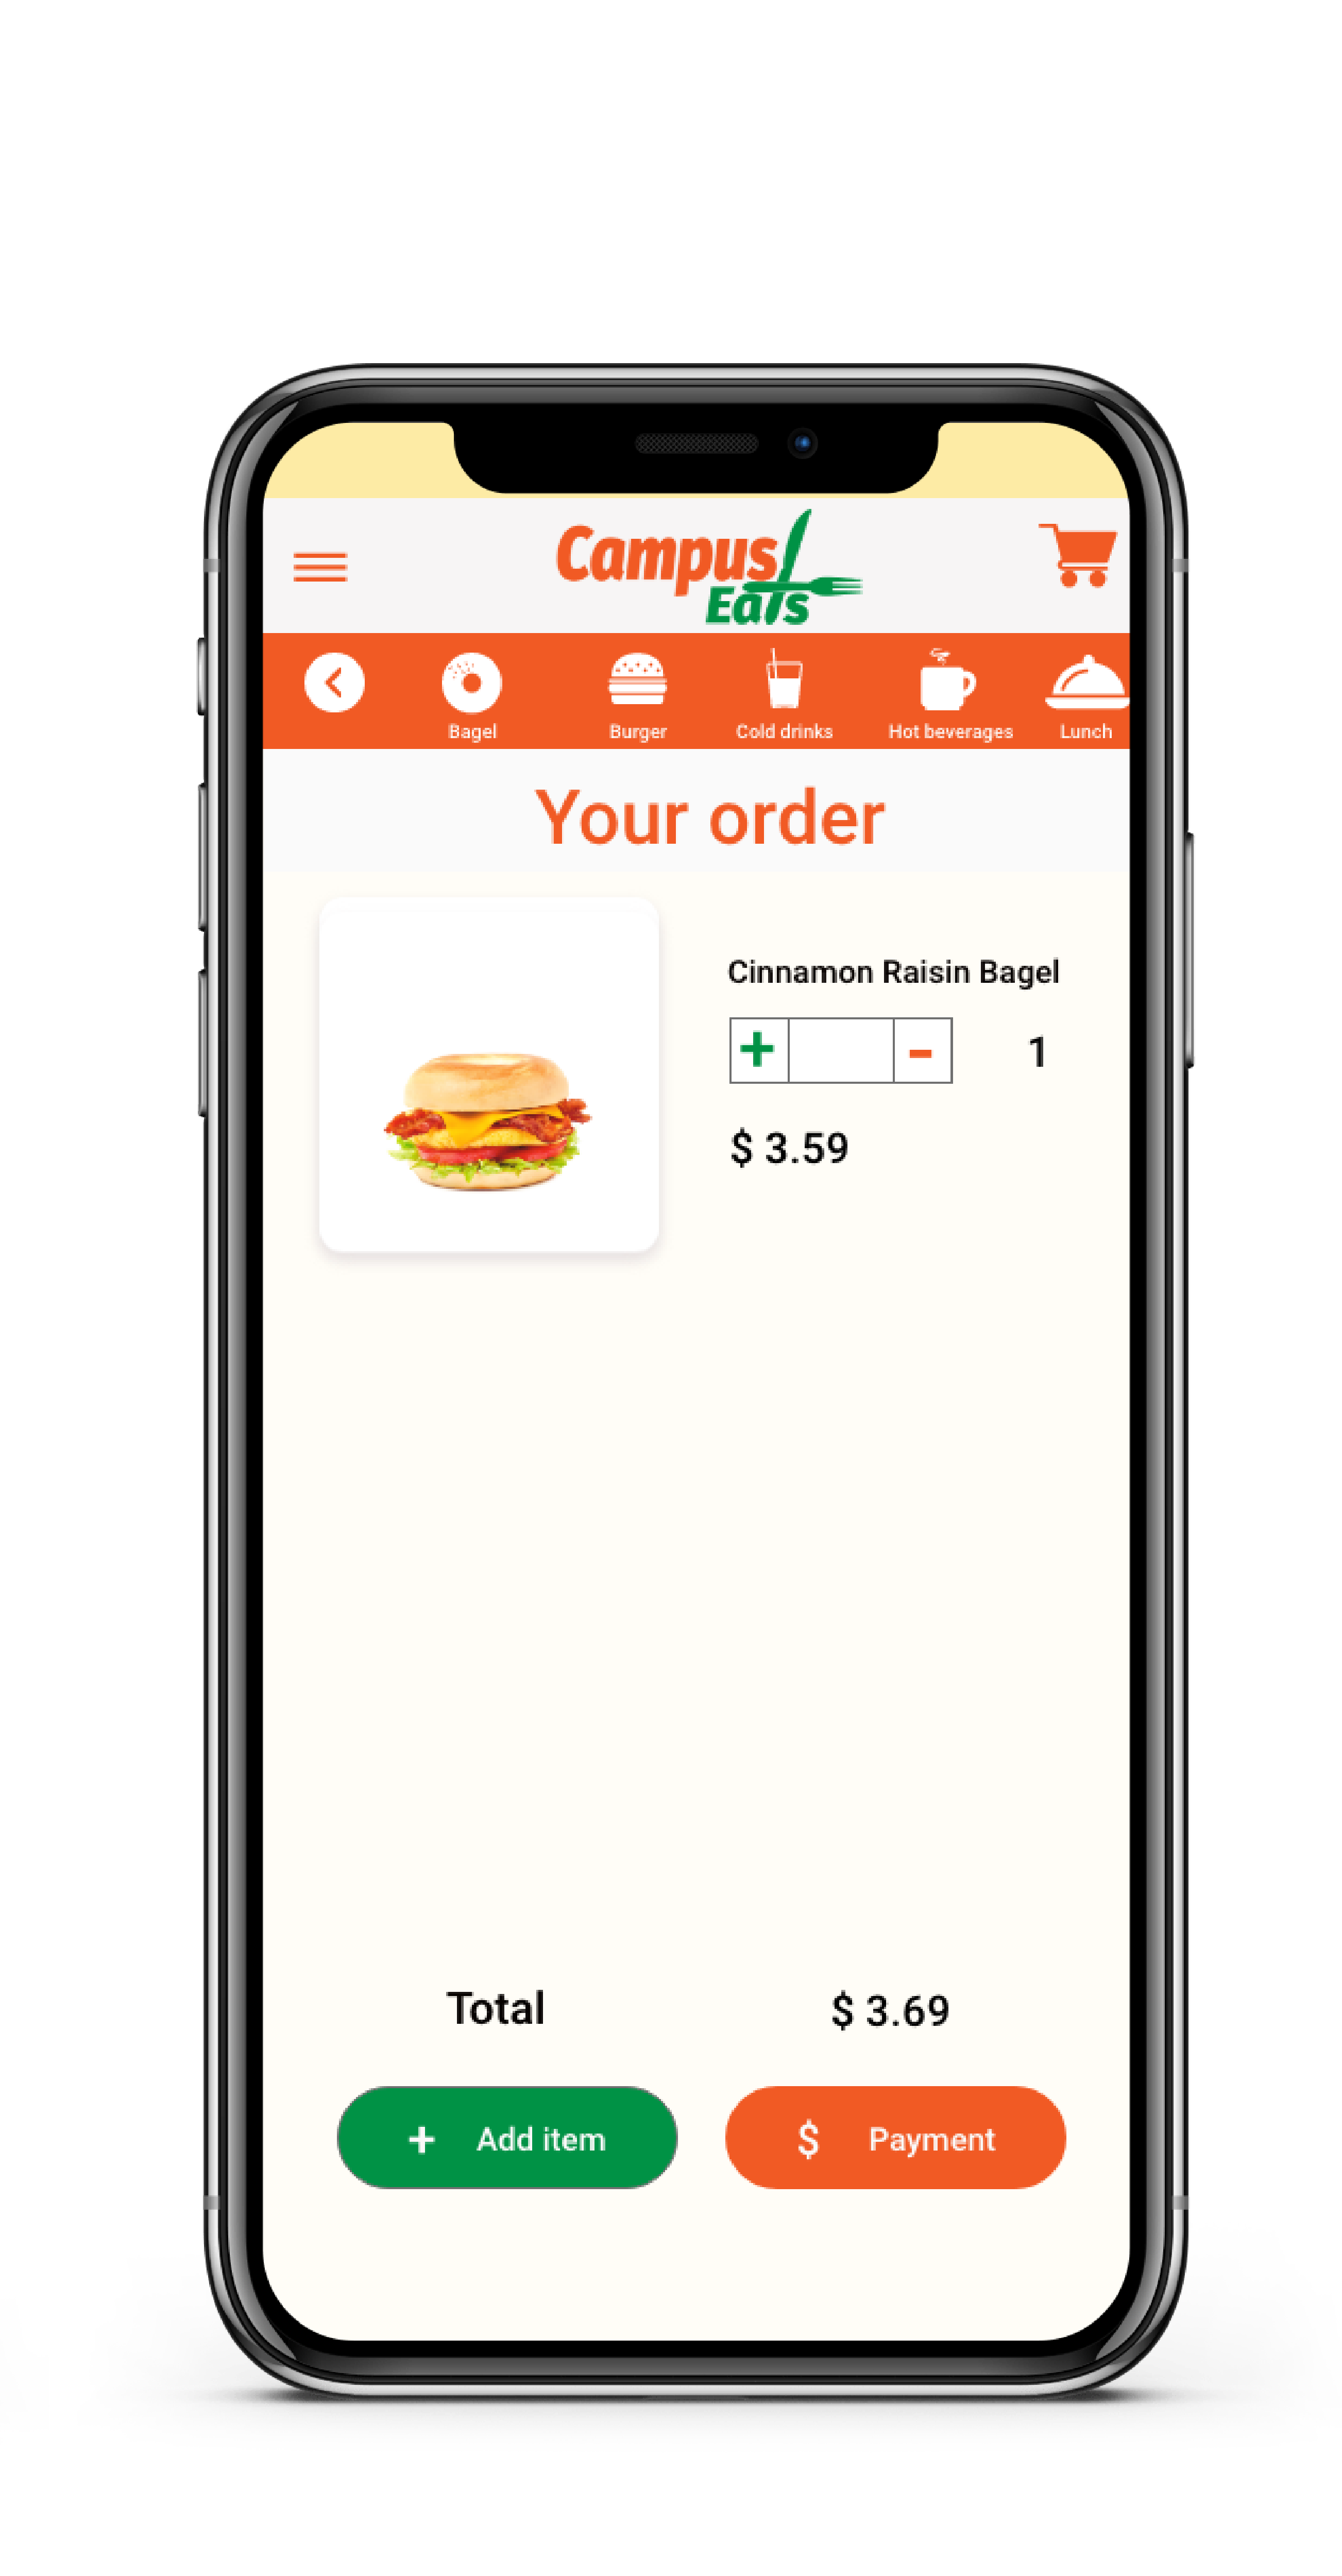 Campus
Eats
Bagel Burger Cold drinks Hot beverages Lunch
Your order
Cinnamon Raisin Bagel
+ - 1
$ 3.59
Total $ 3.69
+ Add item $ Payment